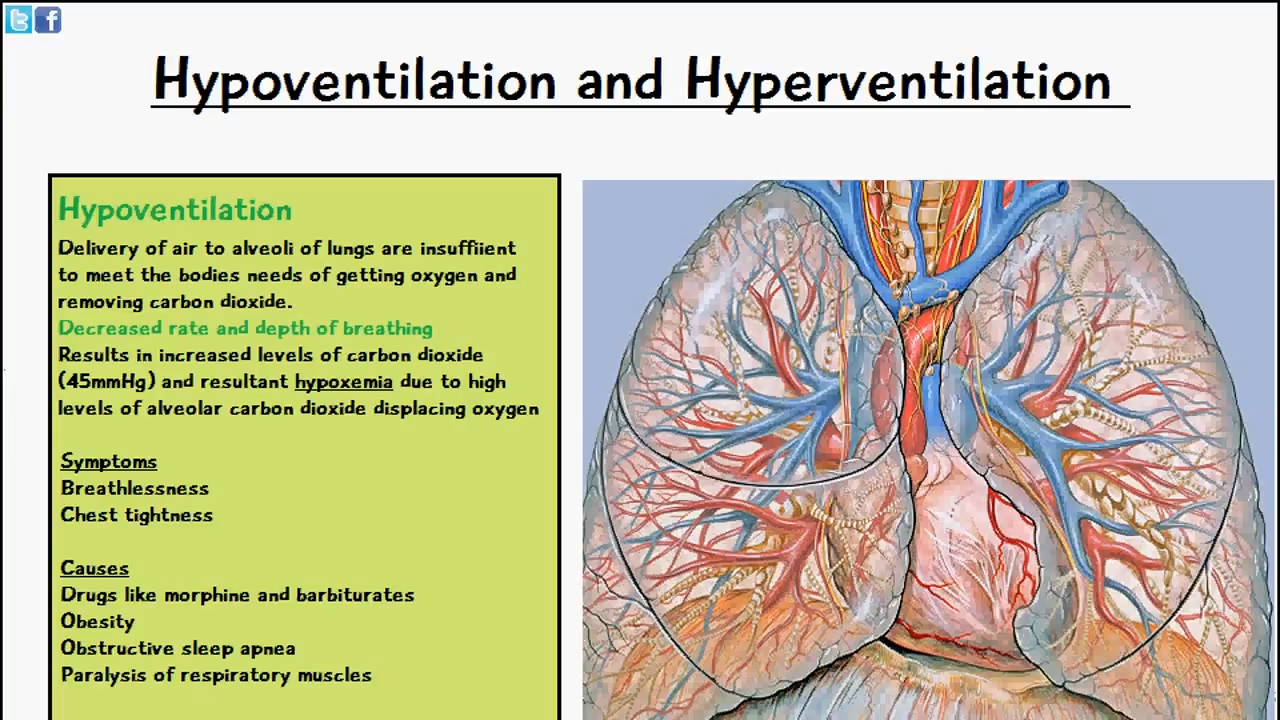 Hypoventilation and Hyperventilation
Hypoventilation
Delivery of air to alveoli of lungs are insuffiient
to meet the bodies needs of getting oxygen and
removing carbon dioxide.
Decreased rate and depth of breathing
Results in increased levels of carbon dioxide
(45mmHg) and resultant hypoxemia due to high
levels of alveolar carbon dioxide displacing oxygen
Symptoms
Breathlessness
Chest tightness
Causes
Drugs like morphine and barbiturates
Obesity
Obstructive sleep apnea
Paralysis of respiratory muscles